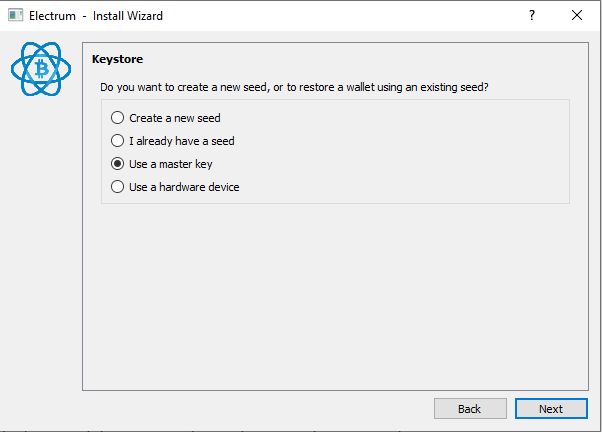 Electrum - Install Wizard
?
Keystore
Do you want to create a new seed, or to restore a wallet using an existing seed?
Create a new seed
I already have a seed
Use a master key
Use a hardware device
Back
Next